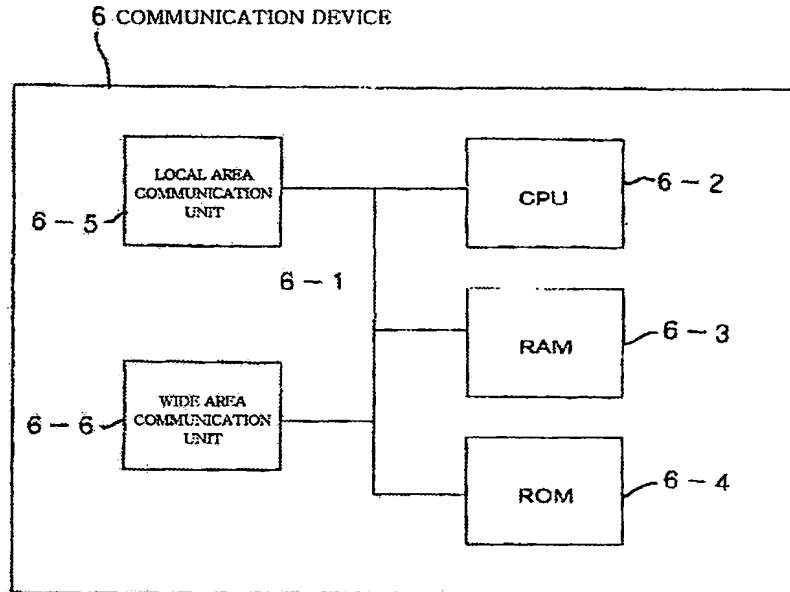 6 COMMUNICATION DEVICE
LOCAL AREA
COMMUNICATION
UNIT
6-5
CPU
6-2
6-1
RAM
6-3
WIDE AREA
COMMUNICATION
UNIT
6-6
ROM
6-4